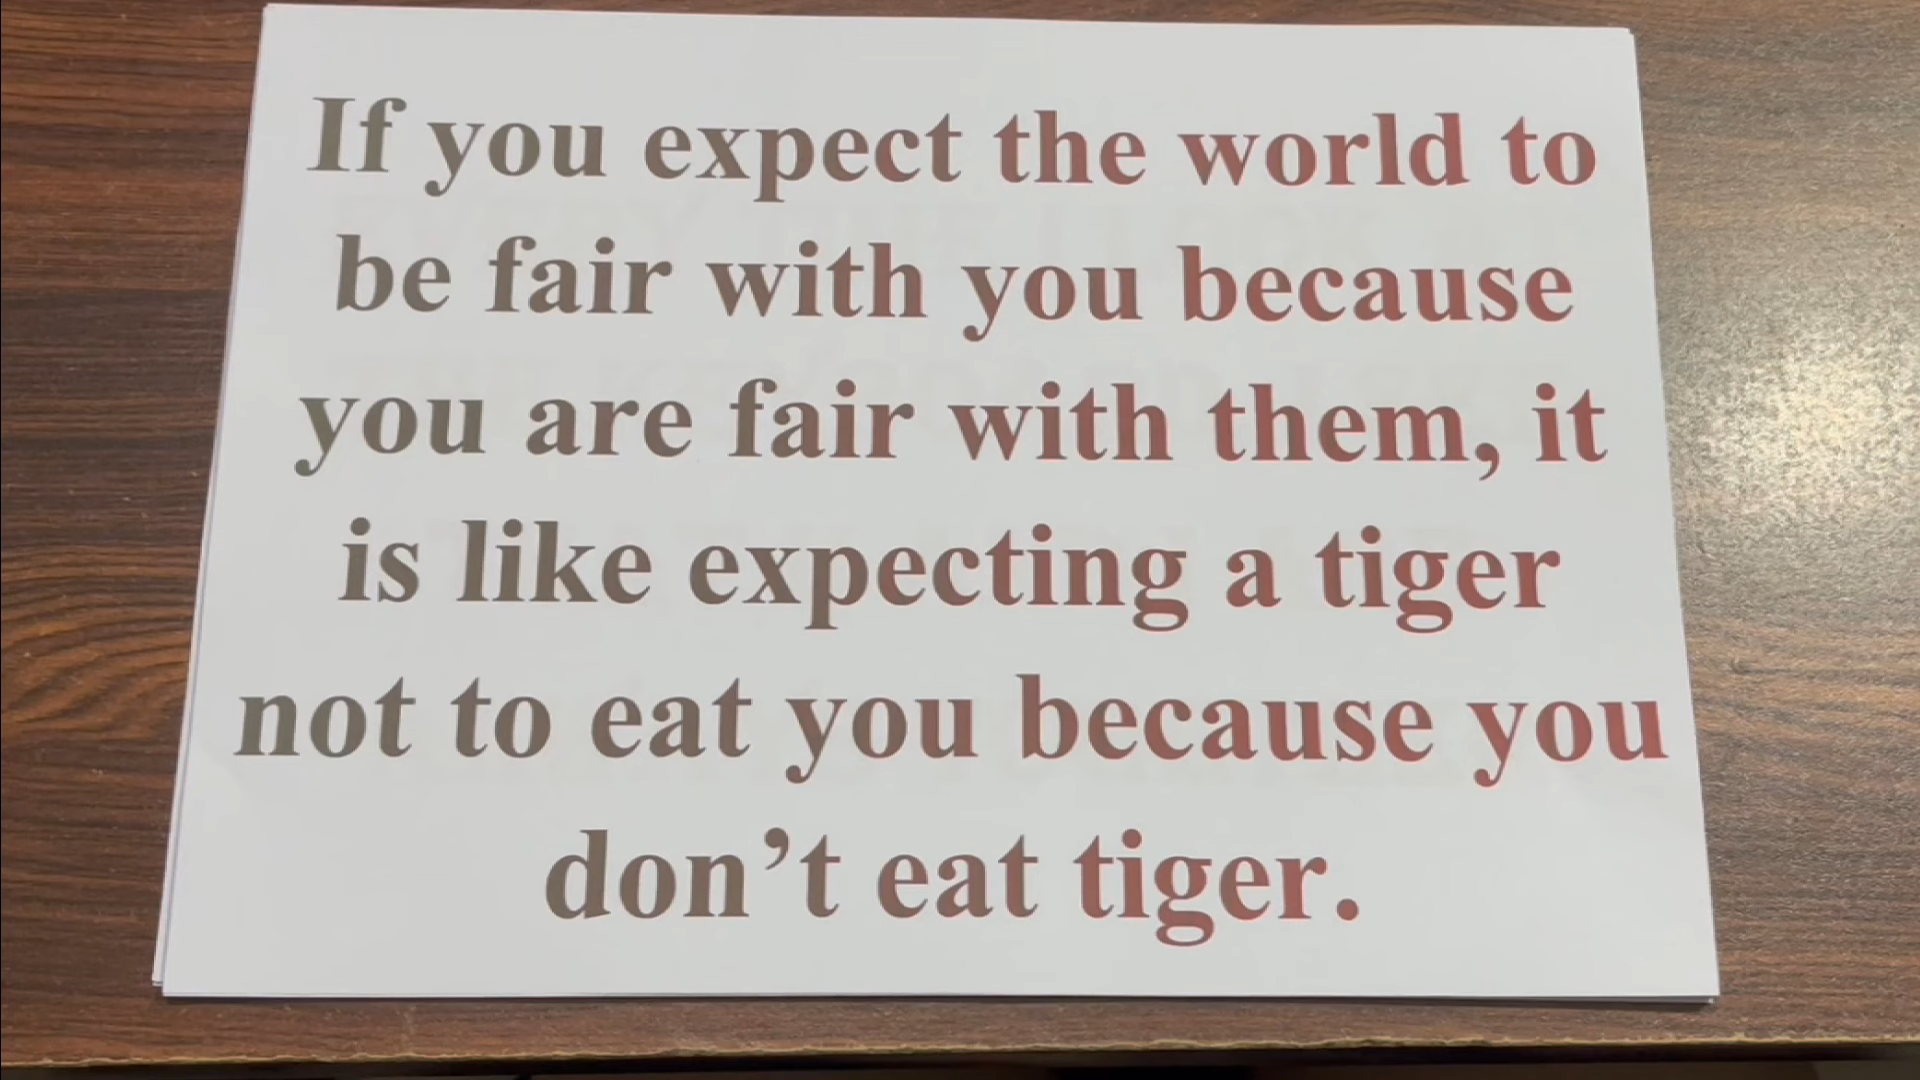 If you expect the world to
be fair with you because
you are fair with them, it
is like expecting a tiger
not to eat you because you
don’t eat tiger.